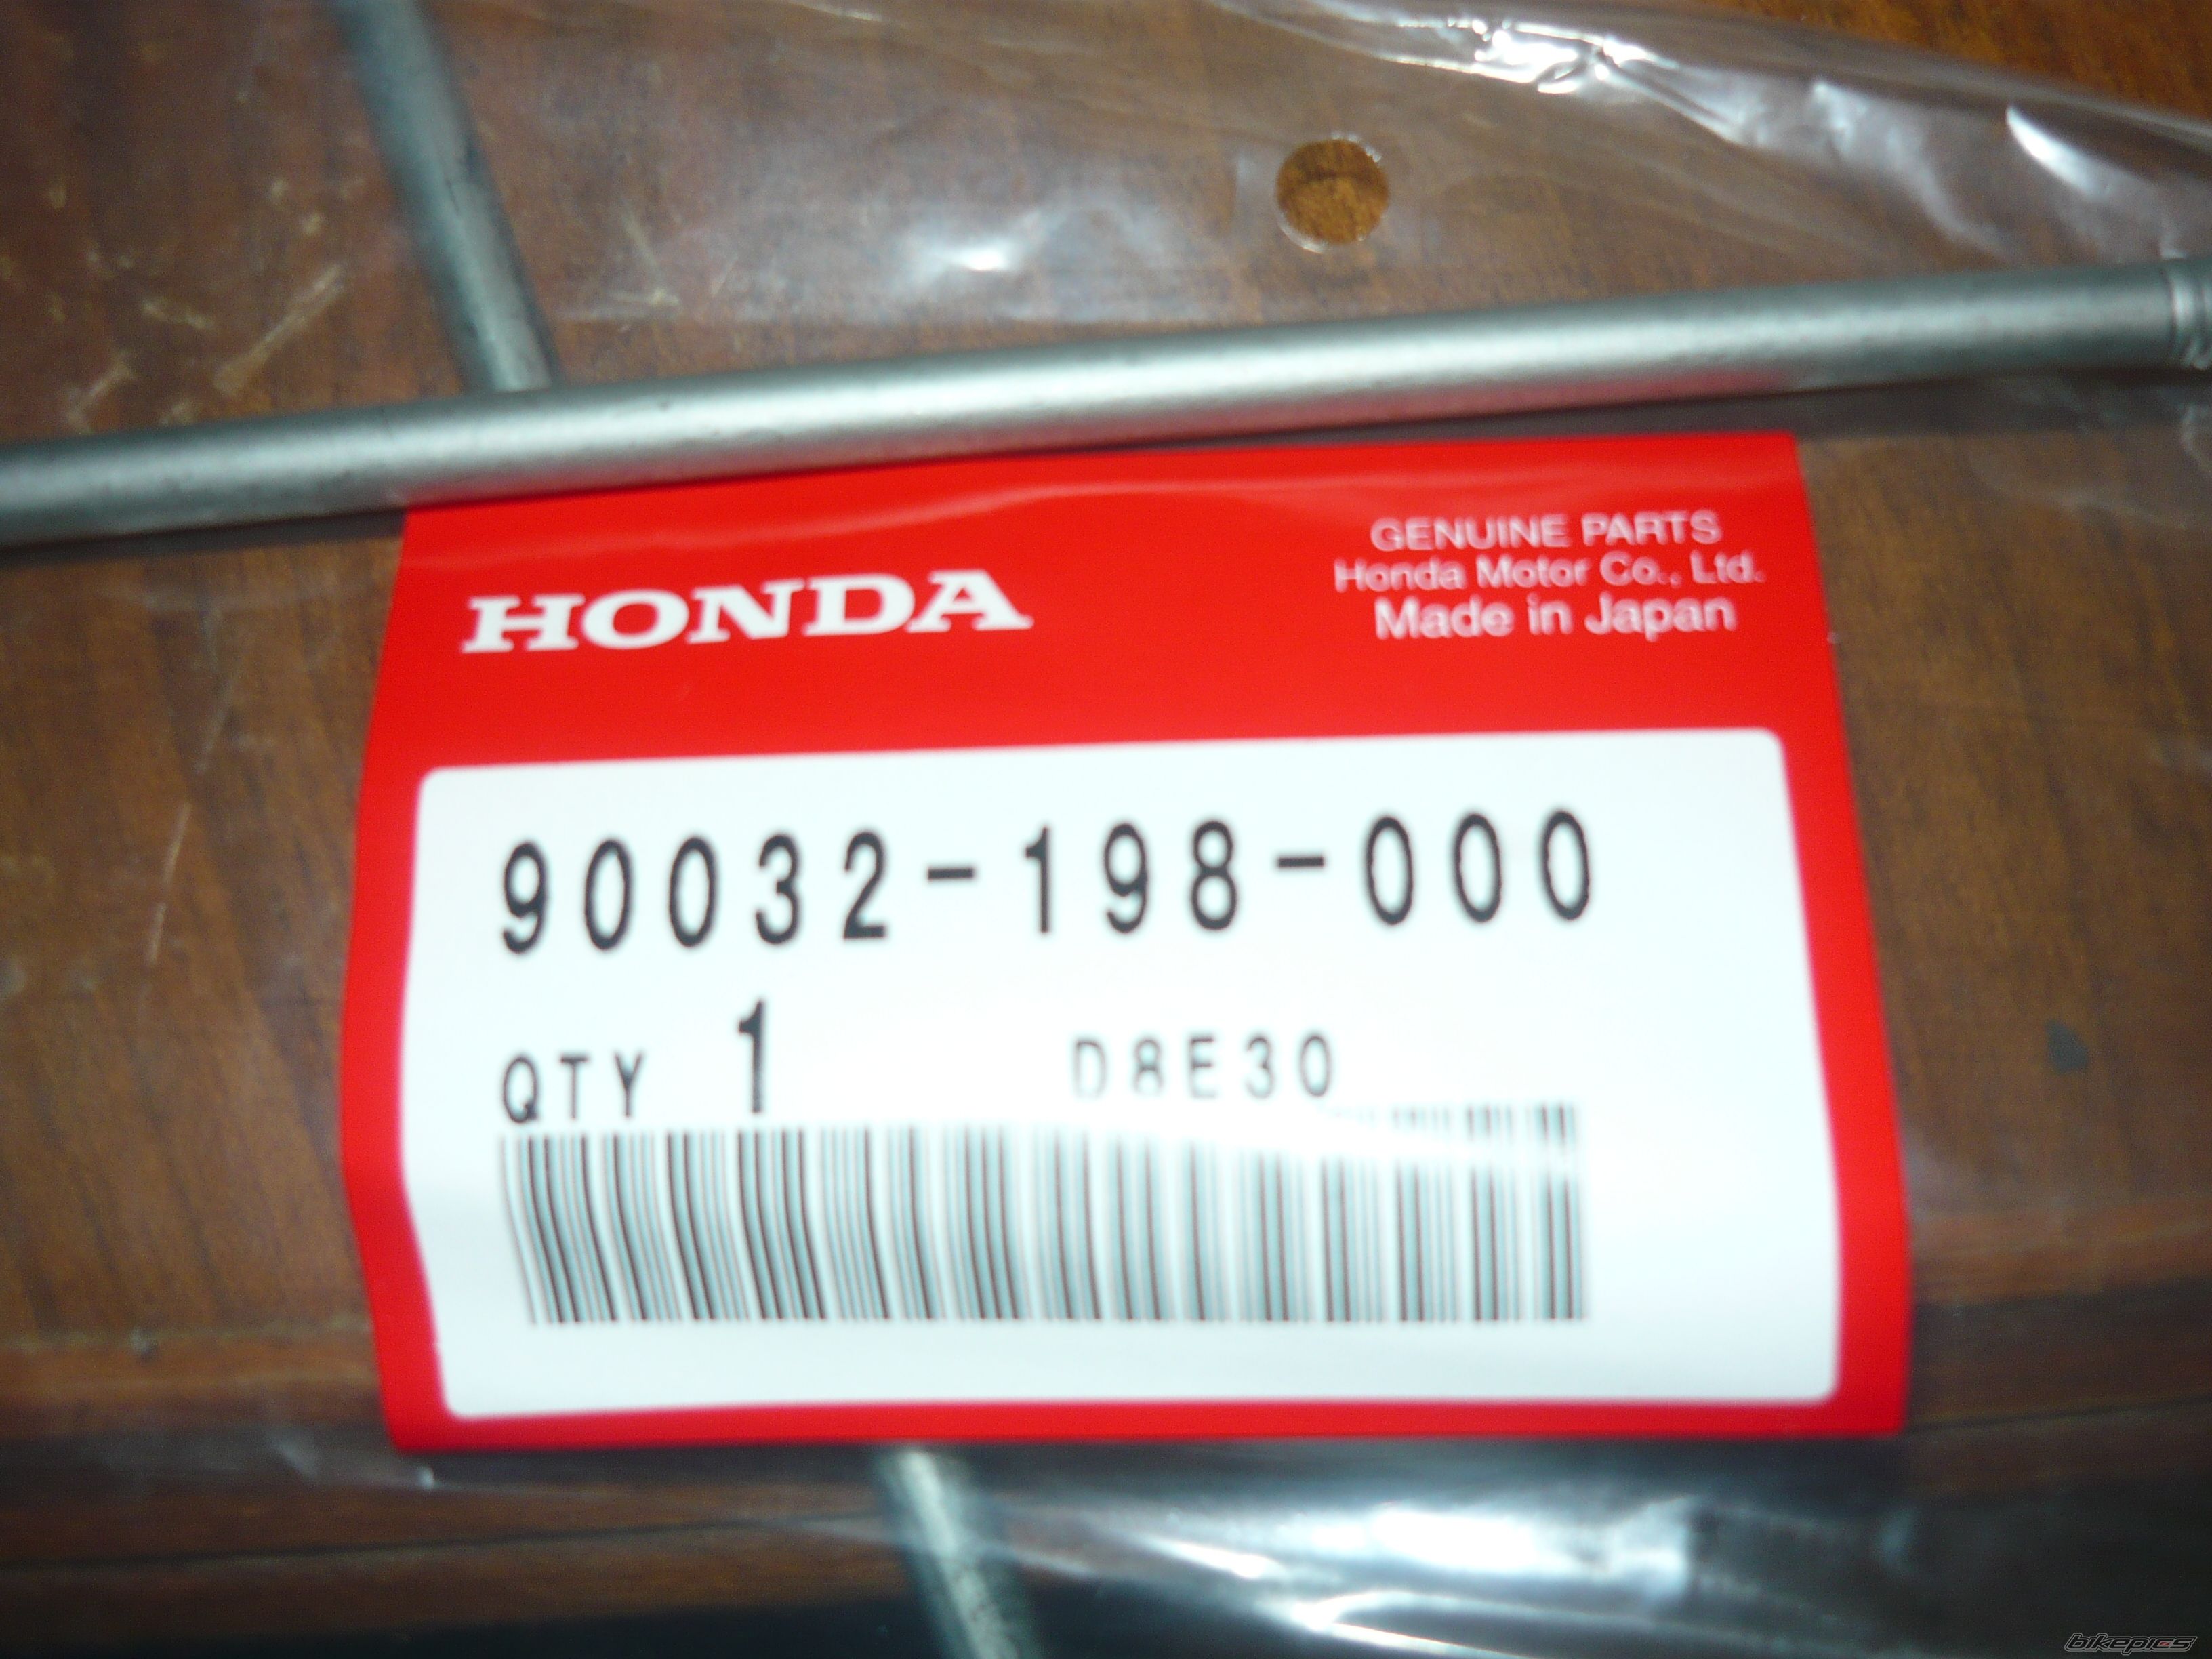 HONDA
GENUINE PARTS
Honda Motor Co., Ltd.
Made in Japan
90032-198-000
QTY 1 D8E30
bikepics